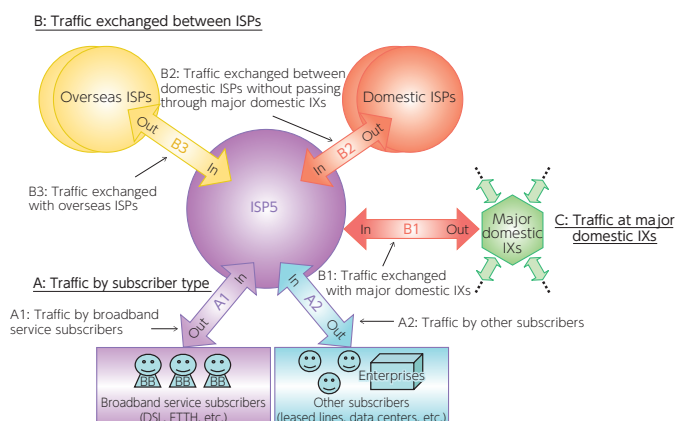 B: Traffic exchanged between ISPs
Overseas ISPs
B2: Traffic exchanged between
domestic ISPs without passing
through major domestic IXs
Domestic ISPs
Out
B3
In
Out
B2
In
B3: Traffic exchanged
with overseas ISPs
ISP5
In
B1
Out
Major
domestic
IXs
C: Traffic at major
domestic IXs
A: Traffic by subscriber type
B1: Traffic exchanged
with major domestic IXs
In
A1
Out
In
A2
Out
A1: Traffic by broadband
service subscribers
A2: Traffic by other subscribers
BB
BB
BB
Enterprises
Broadband service subscribers
(DSL, FTTH, etc.)
Other subscribers
(leased lines, data centers, etc.)